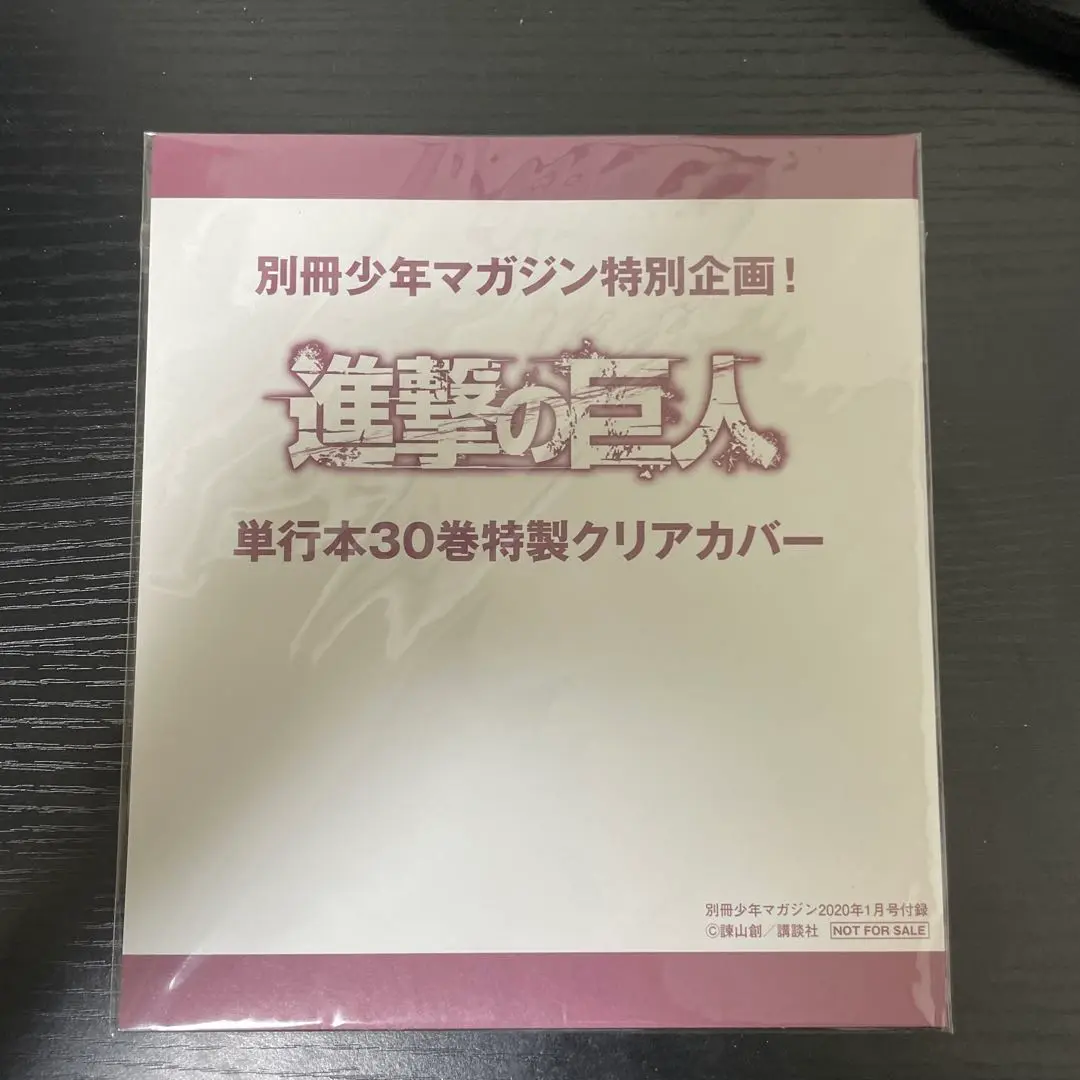 別冊少年マガジン特別企画！
進撃の巨人
単行本30巻特製クリアカバー
別冊少年マガジン2020年1月号付録
©諫山創／講談社 NOT FOR SALE